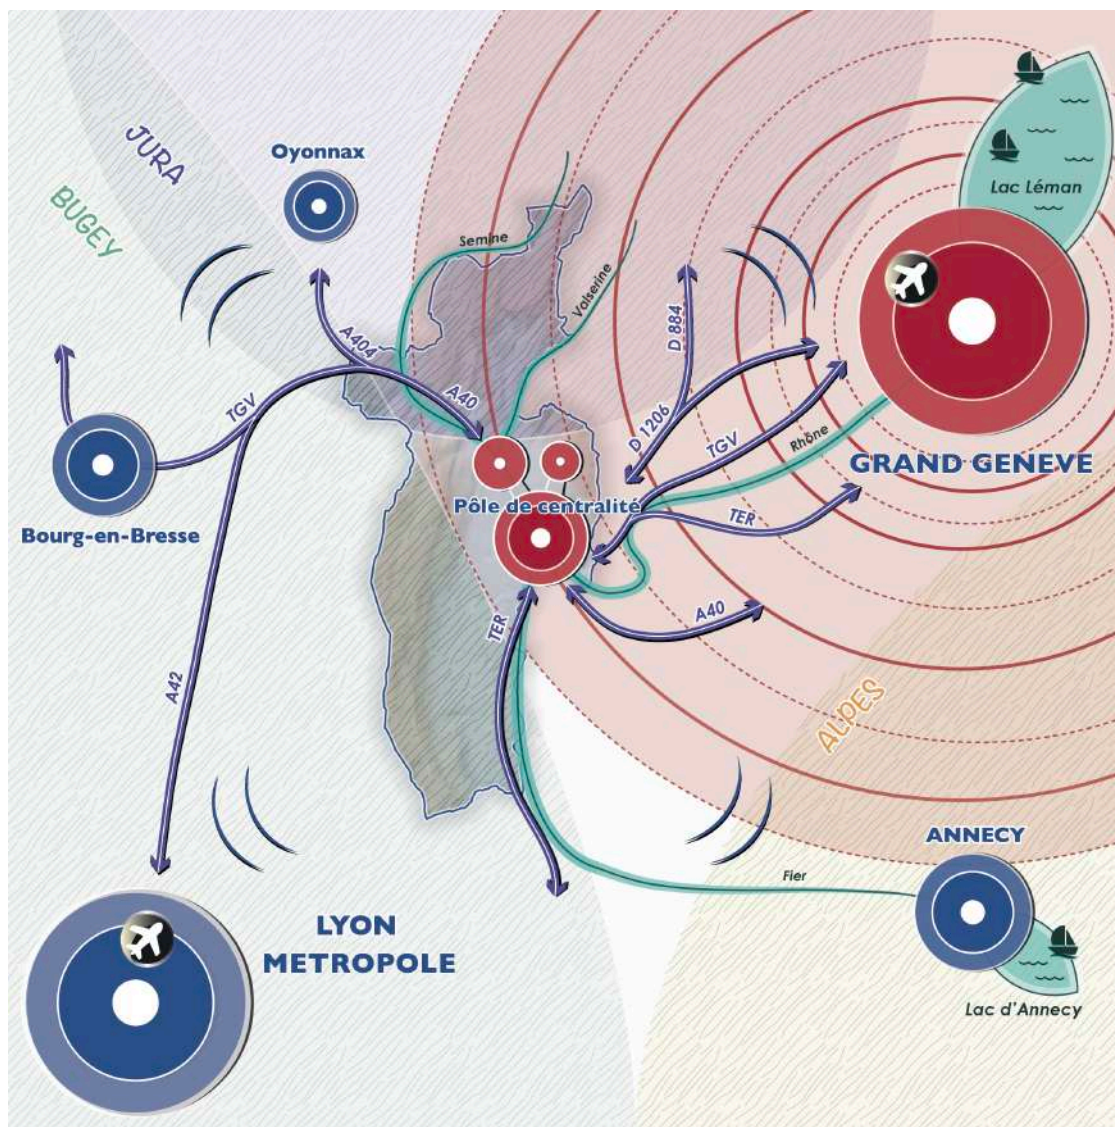 JURA
BUGEY
Oyonnax
Semine
Valserine
Lac Léman
A404
A40
TGV
D 884
D 1206
TGV
Rhône
GRAND GENEVE
Bourg-en-Bresse
Pôle de centralité
TER
TER
A40
A42
ALPES
ANNECY
Fier
LYON
METROPOLE
Lac d'Annecy